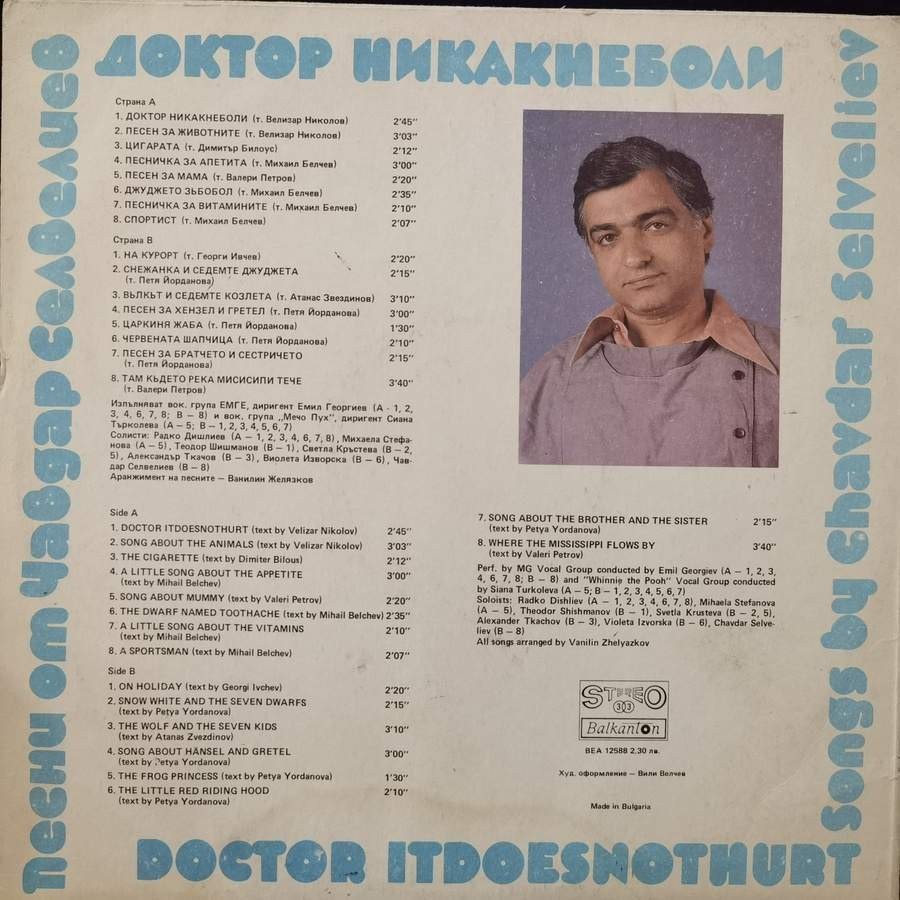 ДОКТОР НИКАКНЕБОЛИ
Песни от Чавдар Селвелиев
Songs by Chavdar Selveliev
Страна А
1. ДОКТОР НИКАКНЕБОЛИ (т. Велизар Николов) 2'45"
2. ПЕСЕН ЗА ЖИВОТНИТЕ (т. Велизар Николов) 3'03"
3. ЦИГАРАТА (т. Димитър Билоус) 2'12"
4. ПЕСНИЧКА ЗА АПЕТИТА (т. Михаил Белчев) 3'00"
5. ПЕСЕН ЗА МАМА (т. Валери Петров) 2'20"
6. ДЖУДЖЕТО ЗЪБОБОЛ (т. Михаил Белчев) 2'35"
7. ПЕСНИЧКА ЗА ВИТАМИНИТЕ (т. Михаил Белчев) 2'10"
8. СПОРТИСТ (т. Михаил Белчев) 2'07"
Страна В
1. НА КУРОРТ (т. Георги Ивчев) 2'20"
2. СНЕЖАНКА И СЕДЕМТЕ ДЖУДЖЕТА 2'15"
(т. Петя Йорданова)
3. ВЪЛКЪТ И СЕДЕМТЕ КОЗЛЕТА (т. Атанас Звездинов) 3'10"
4. ПЕСЕН ЗА ХЕНЗЕЛ И ГРЕТЕЛ (т. Петя Йорданова) 3'00"
5. ЦАРКИНЯ ЖАБА (т. Петя Йорданова) 1'30"
6. ЧЕРВЕНАТА ШАПЧИЦА (т. Петя Йорданова) 2'10"
7. ПЕСЕН ЗА БРАТЧЕТО И СЕСТРИЧЕТО 2'15"
(т. Петя Йорданова)
8. ТАМ КЪДЕТО РЕКА МИСИСИПИ ТЕЧЕ 3'40"
(т. Валери Петров)
Изпълняват вок. група ЕМГЕ, диригент Емил Георгиев (А - 1, 2,
3, 4, 6, 7, 8; В – 8) и вок. група „Мечо Пух", диригент Сиана
Търколева (А – 5; В – 1, 2, 3, 4, 5, 6, 7)
Солисти: Радко Дишлиев (А – 1, 2, 3, 4, 6, 7, 8), Михаела Стефа-
нова (А – 5), Теодор Шишманов (В – 1), Светла Кръстева (В – 2,
5), Александър Ткачов (В – 3), Виолета Изворска (В – 6), Чав-
дар Селвелиев (В – 8)
Аранжимент на песните – Ванилин Желязков
Side A
1. DOCTOR ITDOESNOTHURT (text by Velizar Nikolov) 2'45"
2. SONG ABOUT THE ANIMALS (text by Velizar Nikolov) 3'03"
3. THE CIGARETTE (text by Dimiter Bilous) 2'12"
4. A LITTLE SONG ABOUT THE APPETITE 3'00"
(text by Mihail Belchev)
5. SONG ABOUT MUMMY (text by Valeri Petrov) 2'20"
6. THE DWARF NAMED TOOTHACHE (text by Mihail Belchev) 2'35"
7. A LITTLE SONG ABOUT THE VITAMINS 2'10"
(text by Mihail Belchev)
8. A SPORTSMAN (text by Mihail Belchev) 2'07"
Side B
1. ON HOLIDAY (text by Georgi Ivchev) 2'20"
2. SNOW WHITE AND THE SEVEN DWARFS 2'15"
(text by Petya Yordanova)
3. THE WOLF AND THE SEVEN KIDS 3'10"
(text by Atanas Zvezdinov)
4. SONG ABOUT HÄNSEL AND GRETEL 3'00"
(text by Petya Yordanova)
5. THE FROG PRINCESS (text by Petya Yordanova) 1'30"
6. THE LITTLE RED RIDING HOOD 2'10"
(text by Petya Yordanova)
7. SONG ABOUT THE BROTHER AND THE SISTER 2'15"
(text by Petya Yordanova)
8. WHERE THE MISSISSIPPI FLOWS BY 3'40"
(text by Valeri Petrov)
Perf. by MG Vocal Group conducted by Emil Georgiev (A – 1, 2, 3,
4, 6, 7, 8; B – 8) and "Whinnie the Pooh" Vocal Group conducted
by Siana Turkoleva (A – 5; B – 1, 2, 3, 4, 5, 6, 7)
Soloists: Radko Dishliev (A – 1, 2, 3, 4, 6, 7, 8), Mihaela Stefanova
(A – 5), Theodor Shishmanov (B – 1), Svetla Krusteva (B – 2, 5),
Alexander Tkachov (B – 3), Violeta Izvorska (B – 6), Chavdar Selve-
liev (B – 8)
All songs arranged by Vanilin Zhelyazkov
STEREO
303
Balkanton
ВЕА 12588 2.30 лв.
Худ. оформление – Вили Велчев
Made in Bulgaria
DOCTOR ITDOESNOTHURT